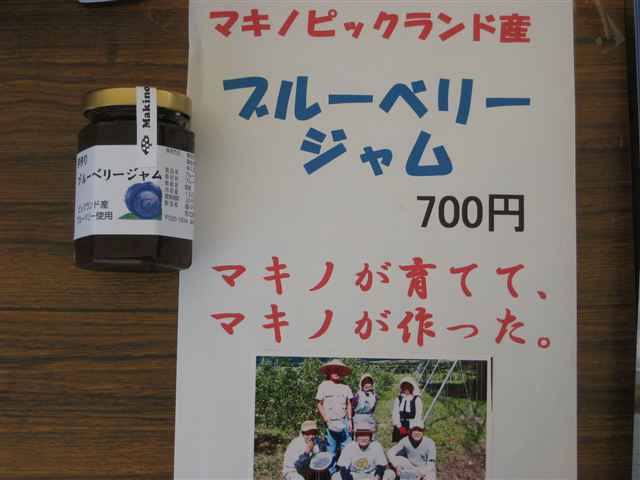 マキノピックランド産
ブルーベリー
ジャム
700円
マキノが育てて、
マキノが作った。
Makino
ブルーベリージャム
ピックランド産
ブルーベリー使用